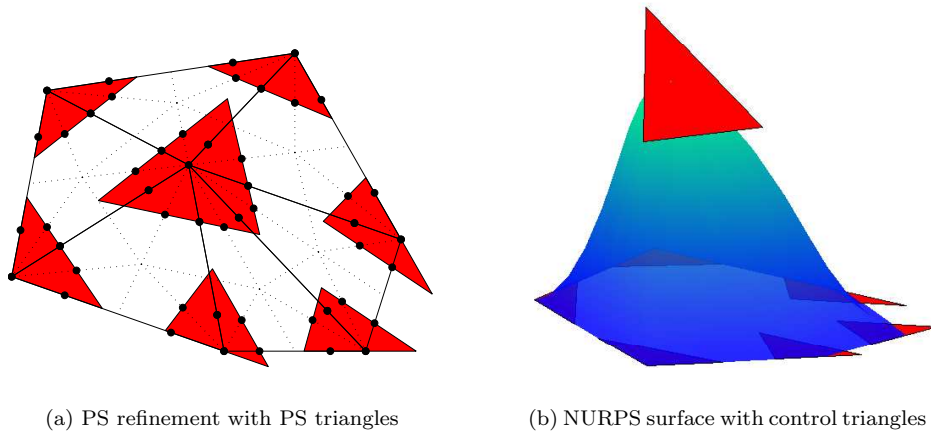 (a) PS refinement with PS triangles
(b) NURPS surface with control triangles